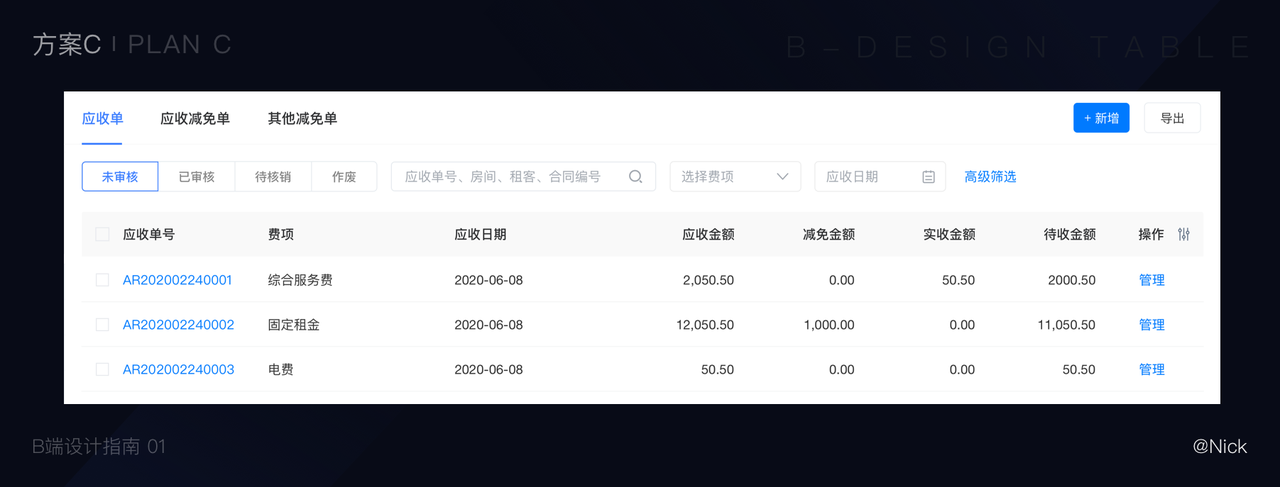 方案C | PLAN C
B-DESIGN TABLE
应收单 应收减免单 其他减免单 + 新增 导出
未审核 已审核 待核销 作废 应收单号、房间、租客、合同编号 选择费项 应收日期 高级筛选
应收单号 费项 应收日期 应收金额 减免金额 实收金额 待收金额 操作
AR202002240001 综合服务费 2020-06-08 2,050.50 0.00 50.50 2000.50 管理
AR202002240002 固定租金 2020-06-08 12,050.50 1,000.00 0.00 11,050.50 管理
AR202002240003 电费 2020-06-08 50.50 0.00 0.00 50.50 管理
B端设计指南 01
@Nick